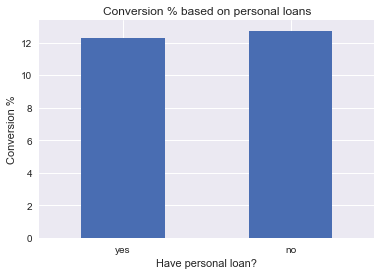 Conversion % based on personal loans
Conversion %
12
10
8
6
4
2
0
yes
no
Have personal loan?